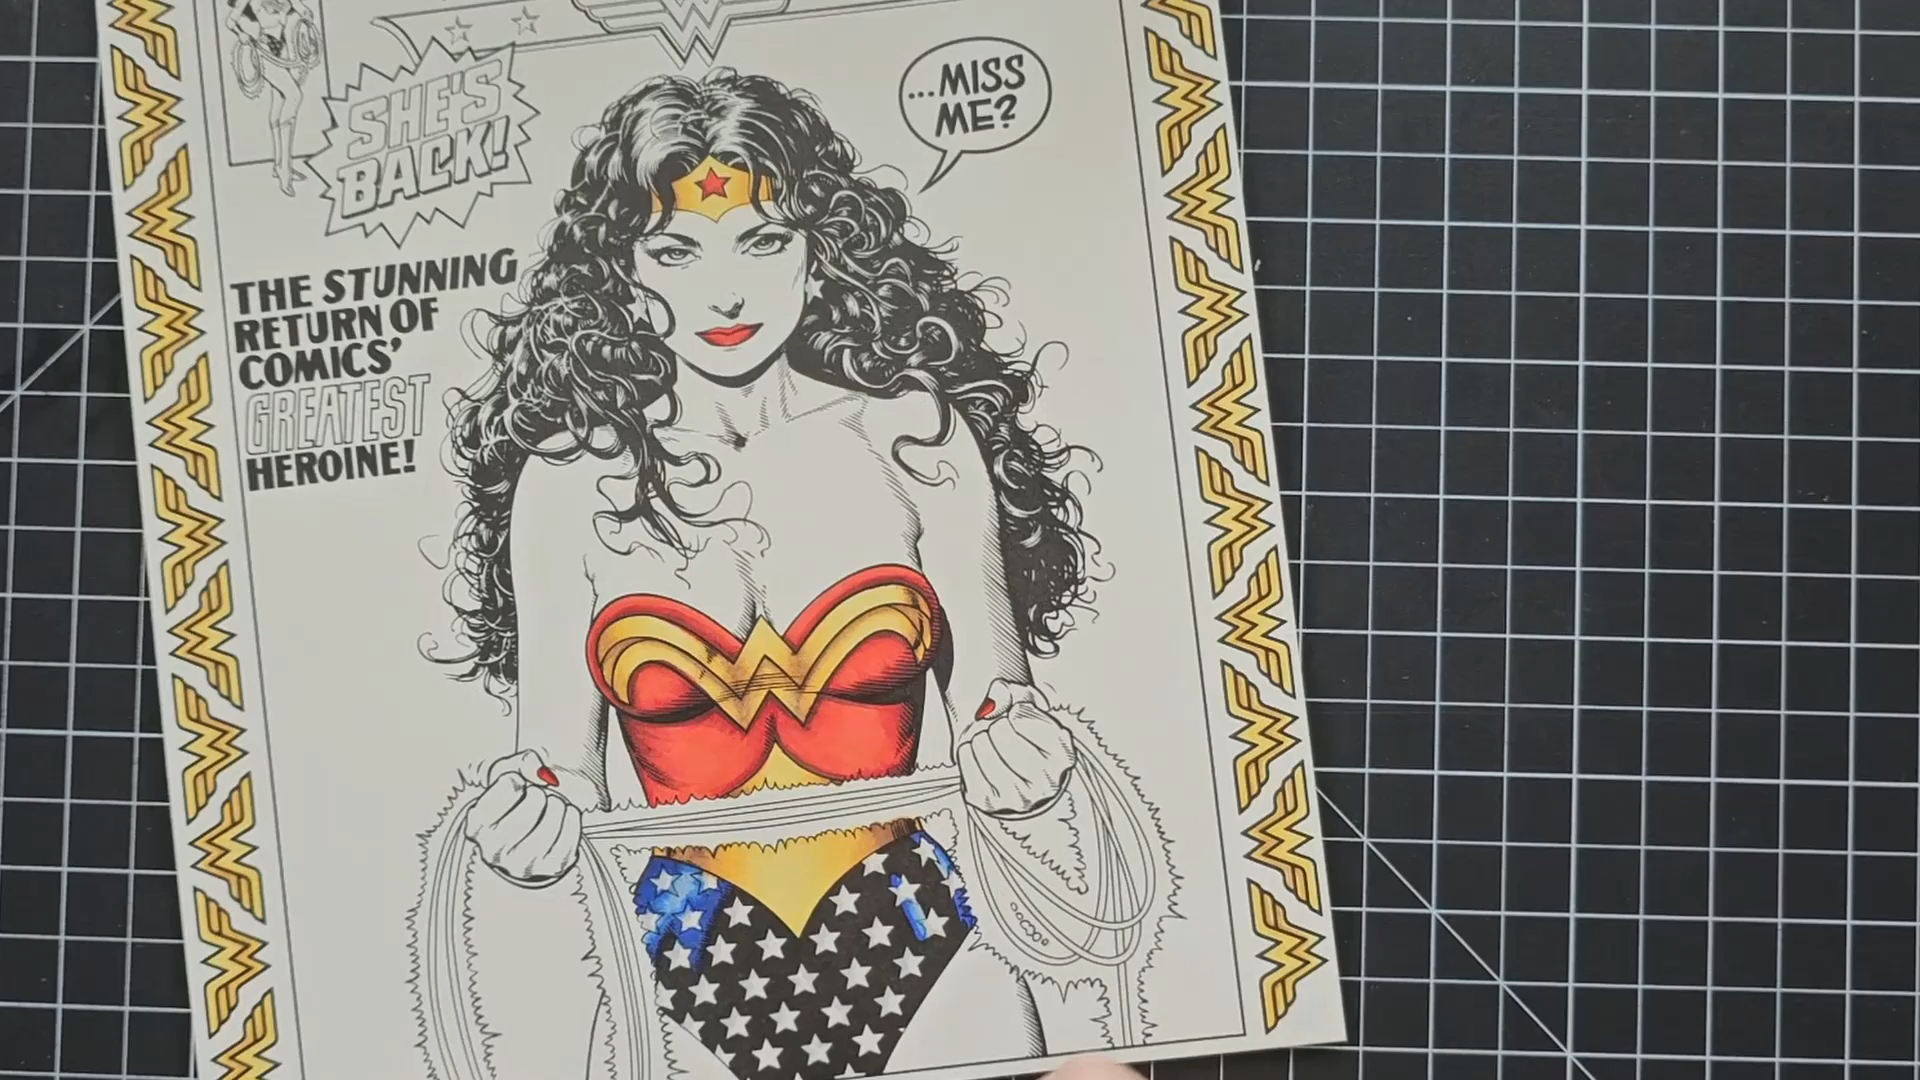 SHE'S
BACK!
...MISS
ME?
THE STUNNING
RETURN OF
COMICS'
GREATEST
HEROINE!